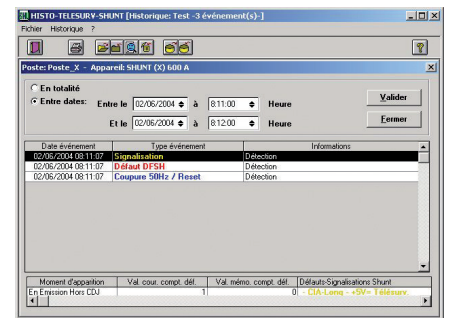 HISTO-TELESURV-SHUNT [Historique: Test -3 événement(s)-]
Fichier Historique ?
Poste: Poste_X - Appareil: SHUNT (X) 600 A
En totalité
Entre dates: Entre le 02/06/2004 à 8:11:00 Heure
Valider
Et le 02/06/2004 à 8:12:00 Heure
Fermer
Date événement Type événement Informations
02/06/2004 08:11:07 Signalisation Détection
02/06/2004 08:11:07 Défaut DFSH Détection
02/06/2004 08:11:07 Coupure 50Hz / Reset Détection
Moment d'apparition Val. cour. compt. déf. Val. mémo. compt. déf. Défauts-Signalisations Shunt
En Emission Hors CDJ 1 0 - CIA-Long - +5V= Télésurv.